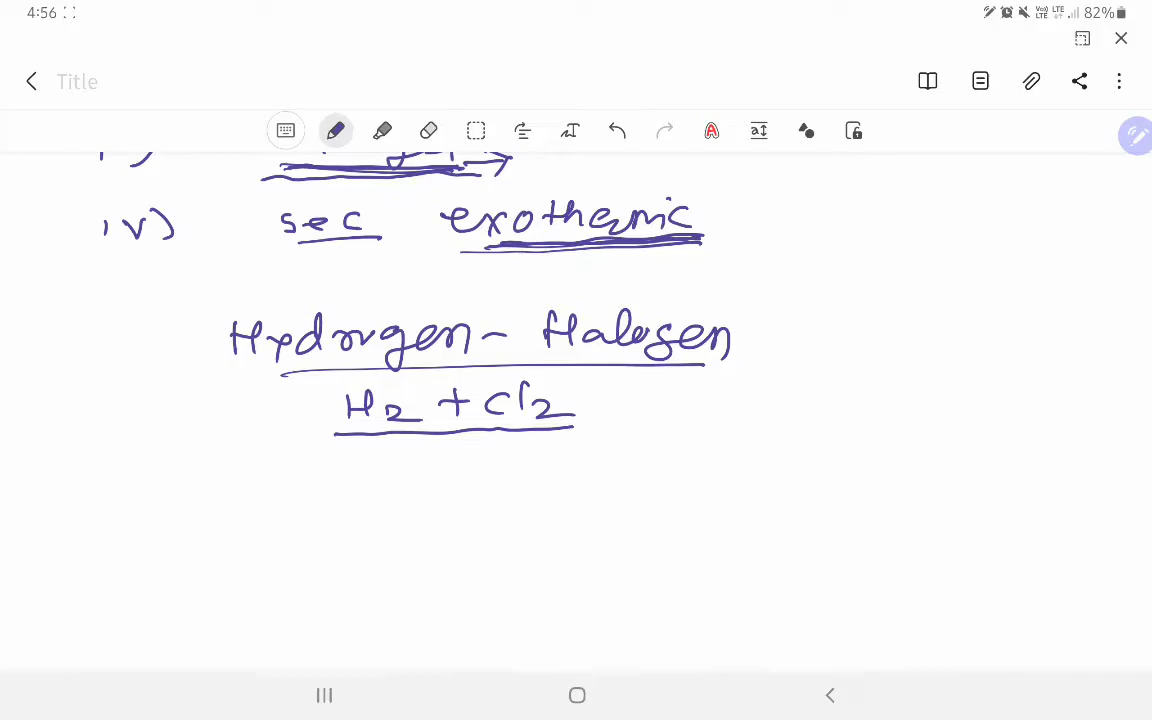 4:56 82%
Title
iv) sec exothermic
Hydrogen - Halogen
H2 + Cl2